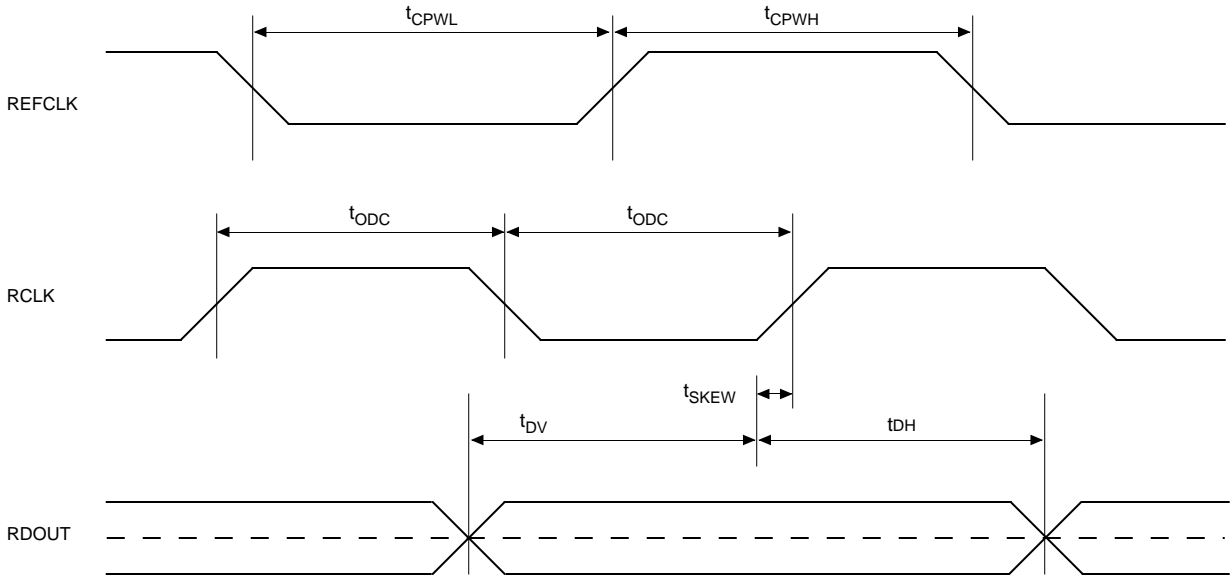 tCPWL
tCPWH
REFCLK
tODC
tODC
RCLK
tSKEW
tDV
tDH
RDOUT